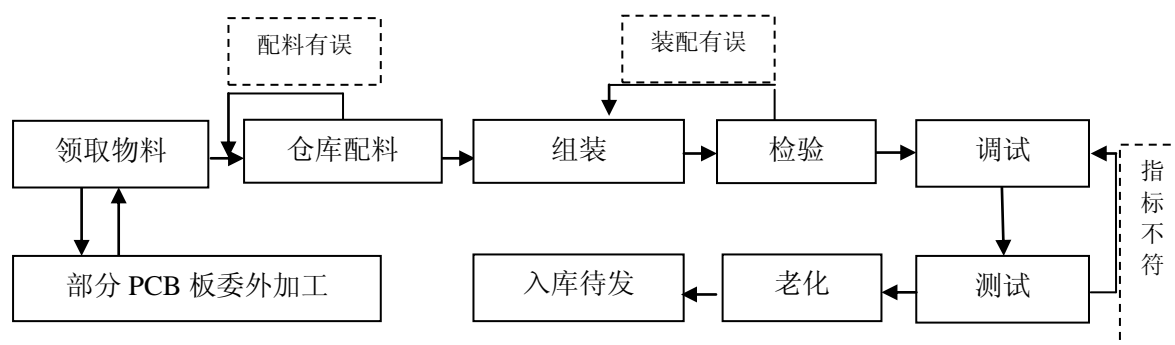 配料有误
装配有误
领取物料
仓库配料
组装
检验
调试
指标不符
部分 PCB 板委外加工
入库待发
老化
测试